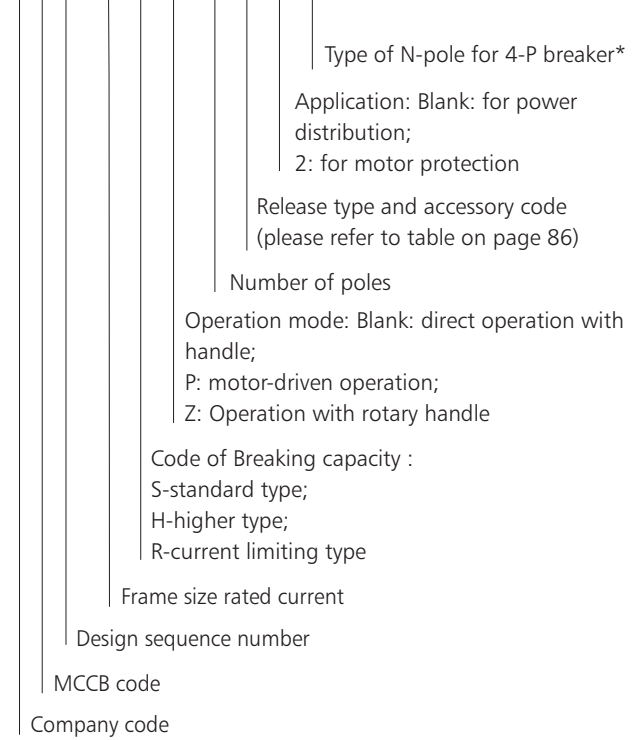 Type of N-pole for 4-P breaker*
Application: Blank: for power
distribution;
2: for motor protection
Release type and accessory code
(please refer to table on page 86)
Number of poles
Operation mode: Blank: direct operation with
handle;
P: motor-driven operation;
Z: Operation with rotary handle
Code of Breaking capacity :
S-standard type;
H-higher type;
R-current limiting type
Frame size rated current
Design sequence number
MCCB code
Company code